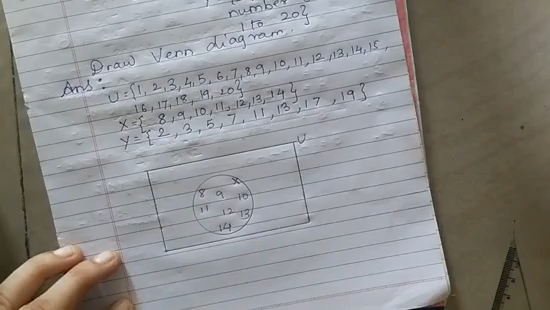 number
1 to 20}
Draw Venn diagram.
Ans:
U={1, 2, 3, 4, 5, 6, 7, 8, 9, 10, 11, 12, 13, 14, 15,
16, 17, 18, 19, 20}
X={ 8, 9, 10, 11, 12, 13, 14}
Y={ 2, 3, 5, 7, 11, 13, 17, 19}
U
X
8 9 10
11 12 13
14